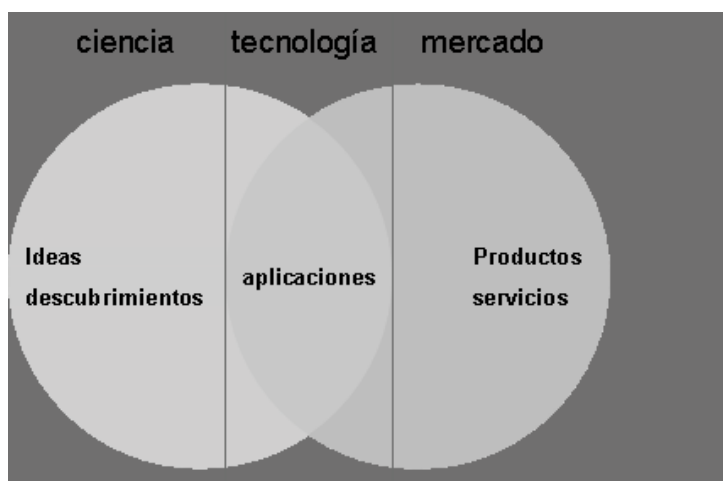 ciencia tecnología mercado
Ideas
descubrimientos
aplicaciones
Productos
servicios